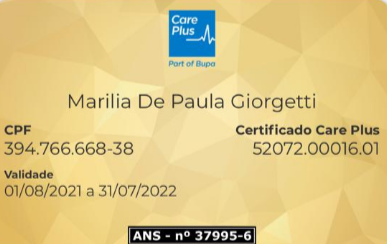 Care
Plus
Part of Bupa
Marilia De Paula Giorgetti
CPF
394.766.668-38
Certificado Care Plus
52072.00016.01
Validade
01/08/2021 a 31/07/2022
ANS - nº 37995-6